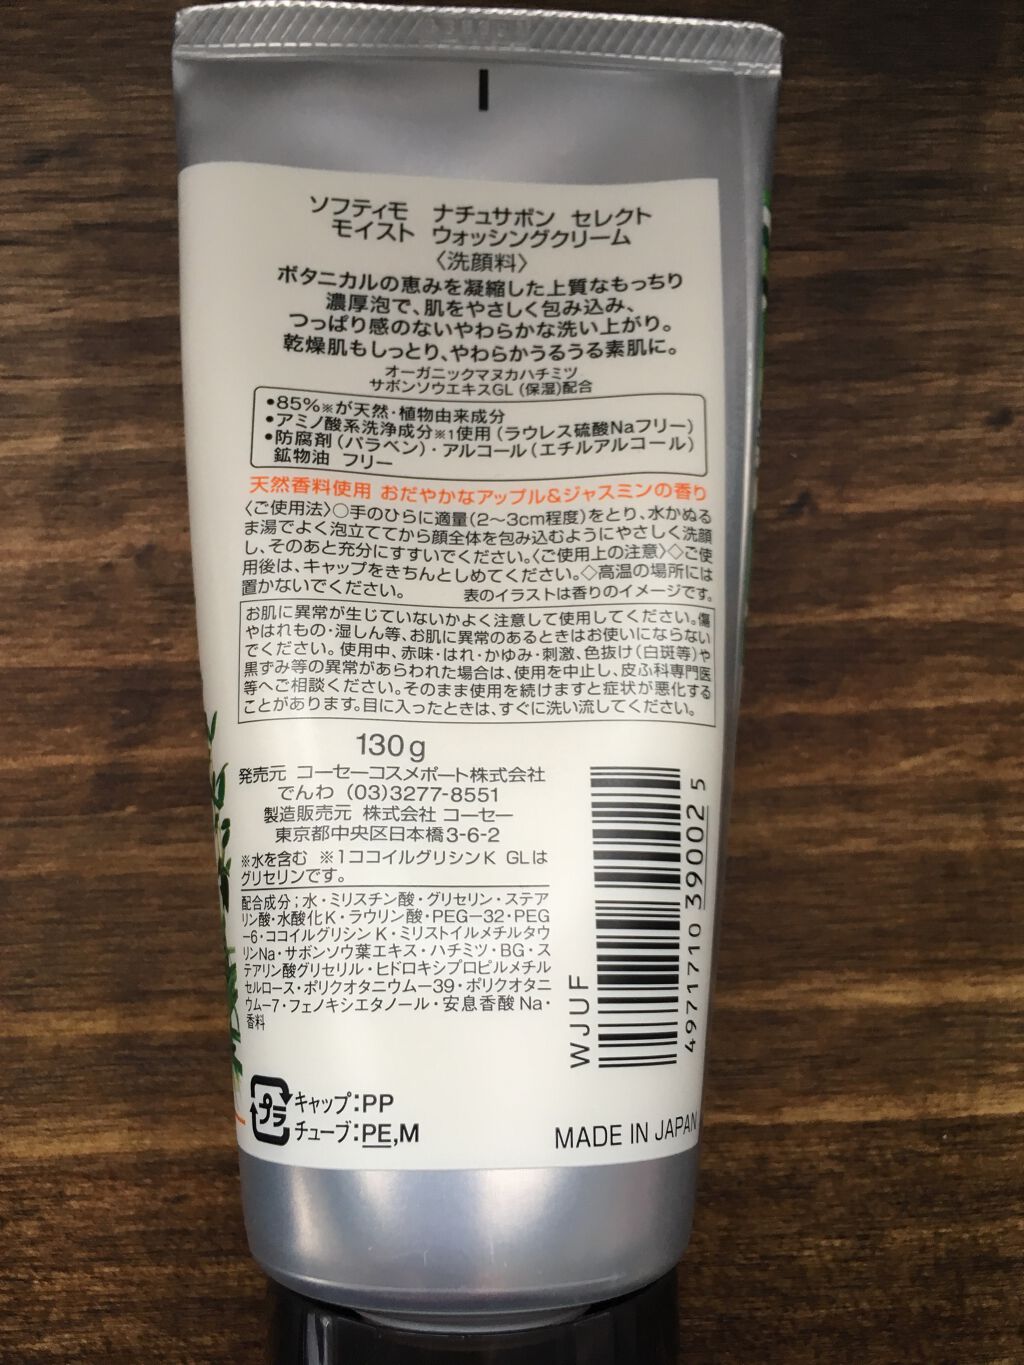 ソフティモ ナチュサボン セレクト
モイスト ウォッシングクリーム
〈洗顔料〉
ボタニカルの恵みを凝縮した上質なもっちり
濃厚泡で、肌をやさしく包み込み、
つっぱり感のないやわらかな洗い上がり。
乾燥肌もしっとり、やわらかうるうる素肌に。
オーガニックマヌカハチミツ
サボンソウエキスGL(保湿)配合
•85%※が天然・植物由来成分
•アミノ酸系洗浄成分※1使用(ラウレス硫酸Naフリー)
•防腐剤(パラベン)・アルコール(エチルアルコール)
鉱物油 フリー
天然香料使用 おだやかなアップル&ジャスミンの香り
〈ご使用法〉○手のひらに適量(2〜3cm程度)をとり、水かぬる
ま湯でよく泡立ててから顔全体を包み込むようにやさしく洗顔
し、そのあと充分にすすいでください。〈ご使用上の注意〉◇ご使
用後は、キャップをきちんとしめてください。◇高温の場所には
置かないでください。 表のイラストは香りのイメージです。
お肌に異常が生じていないかよく注意して使用してください。傷
やはれもの・湿しん等、お肌に異常のあるときはお使いにならない
でください。使用中、赤味・はれ・かゆみ・刺激、色抜け(白斑等)や
黒ずみ等の異常があらわれた場合は、使用を中止し、皮ふ科専門医
等へご相談ください。そのまま使用を続けますと症状が悪化する
ことがあります。目に入ったときは、すぐに洗い流してください。
130g
発売元 コーセーコスメポート株式会社
でんわ (03)3277-8551
製造販売元 株式会社 コーセー
東京都中央区日本橋3-6-2
※水を含む ※1ココイルグリシンK GLは
グリセリンです。
配合成分;水・ミリスチン酸・グリセリン・ステア
リン酸・水酸化K・ラウリン酸・PEG-32・PEG
-6・ココイルグリシンK・ミリストイルメチルタウ
リンNa・サボンソウ葉エキス・ハチミツ・BG・ス
テアリン酸グリセリル・ヒドロキシプロピルメチル
セルロース・ポリクオタニウム-39・ポリクオタニ
ウム-7・フェノキシエタノール・安息香酸Na・
香料
WJUF
4971710 39002 5
プラ
キャップ:PP
チューブ:PE,M
MADE IN JAPAN